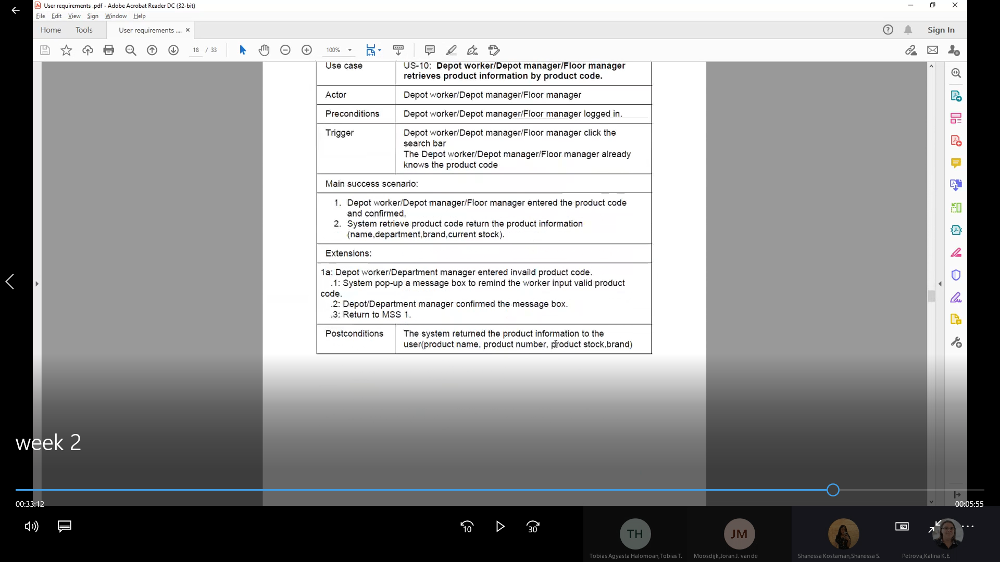 User requirements .pdf - Adobe Acrobat Reader DC (32-bit)
File Edit View Sign Window Help
Home Tools User requirements .... × Sign In
18 / 33 100%
Use case US-10: Depot worker/Depot manager/Floor manager
retrieves product information by product code.
Actor Depot worker/Depot manager/Floor manager
Preconditions Depot worker/Depot manager/Floor manager logged in.
Trigger Depot worker/Depot manager/Floor manager click the
search bar
The Depot worker/Depot manager/Floor manager already
knows the product code
Main success scenario:
1. Depot worker/Depot manager/Floor manager entered the product code
and confirmed.
2. System retrieve product code return the product information
(name,department,brand,current stock).
Extensions:
1a: Depot worker/Department manager entered invaild product code.
.1: System pop-up a message box to remind the worker input valid product
code.
.2: Depot/Department manager confirmed the message box.
.3: Return to MSS 1.
Postconditions The system returned the product information to the
user(product name, product number, product stock,brand)
week 2
00:33:12 00:05:55
10 30
TH JM
Tobias Agyasta Halomoan,Tobias T. Moosdijk,Joran J. van de Shanessa Kostaman,Shanessa S. Petrova,Kalina K.E.